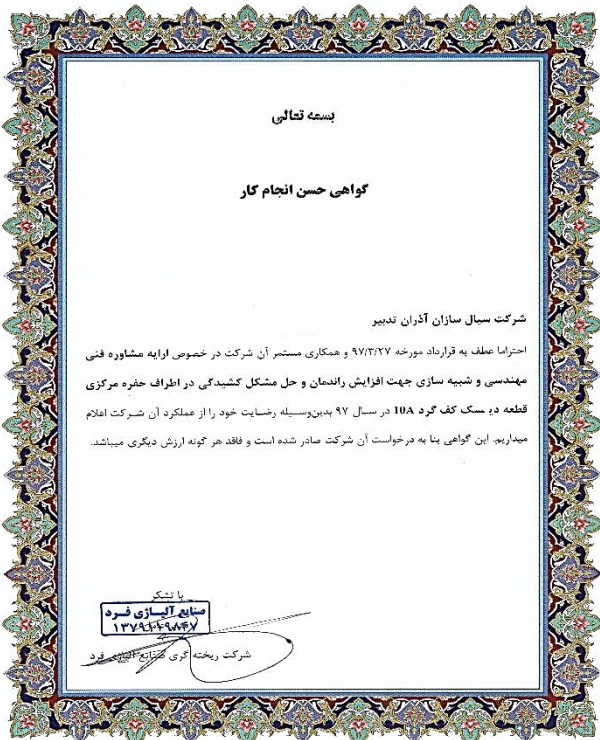 بسمه تعالی
گواهی حسن انجام کار
شرکت سیال سازان آذران تدبیر
احتراما عطف به قرارداد مورخه ۹۷/۳/۲۷ و همکاری مستمر آن شرکت در خصوص ارایه مشاوره فنی
مهندسی و شبیه سازی جهت افزایش راندمان و حل مشکل کشیدگی در اطراف حفره مرکزی
قطعه دیسک کف گرد 10A در سال ۹۷ بدین‌وسیله رضایت خود را از عملکرد آن شرکت اعلام
میداریم. این گواهی بنا به درخواست آن شرکت صادر شده است و فاقد هر گونه ارزش دیگری میباشد.
با تشکر
صنایع آلیاژی فرد
شرکت ریخته گری صنایع آلیاژی فرد